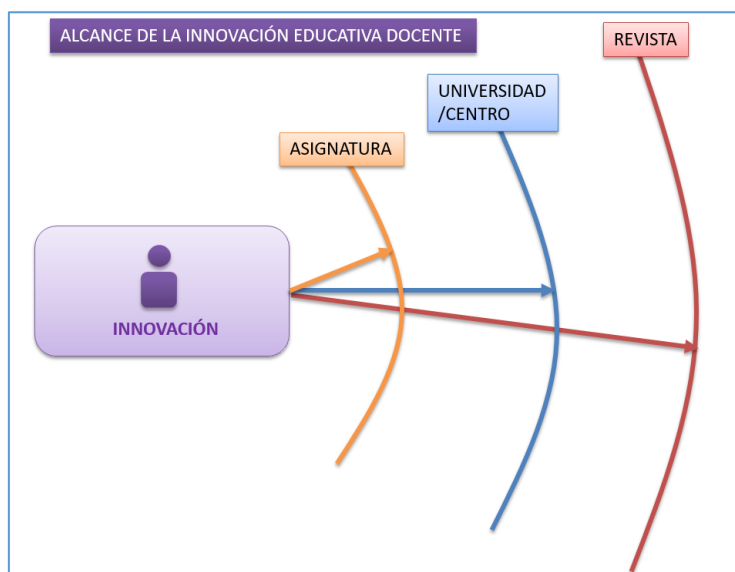 ALCANCE DE LA INNOVACIÓN EDUCATIVA DOCENTE
REVISTA
UNIVERSIDAD
/CENTRO
ASIGNATURA
INNOVACIÓN